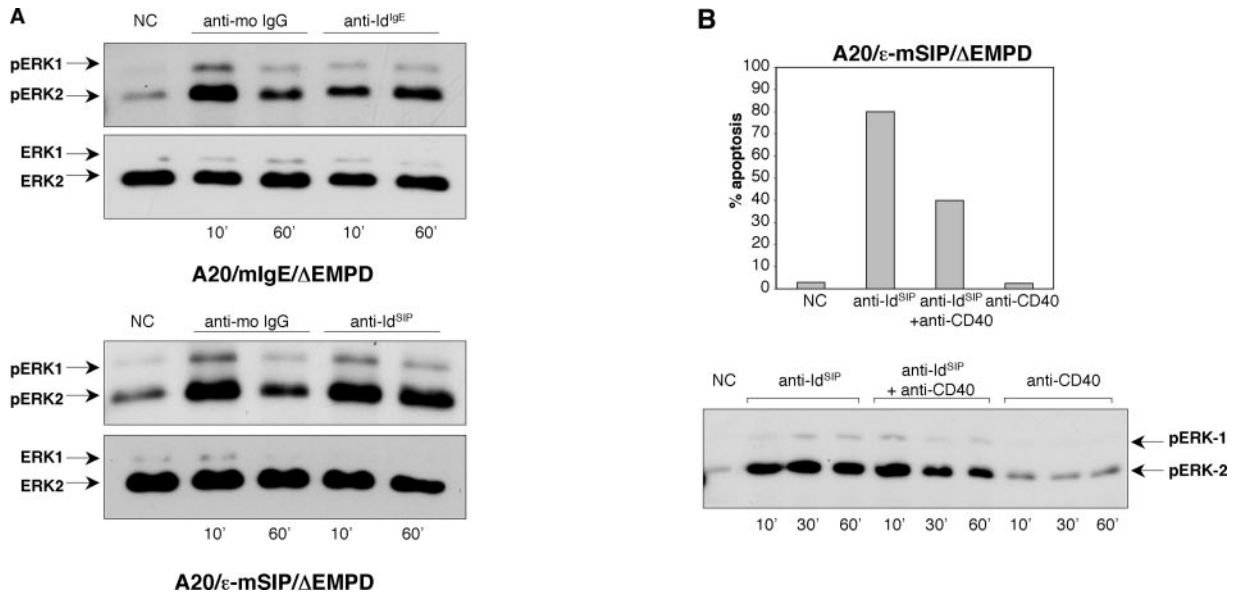 A
NC anti-mo IgG anti-Id^IgE
pERK1
pERK2
ERK1
ERK2
10' 60' 10' 60'
A20/mIgE/ΔEMPD
NC anti-mo IgG anti-Id^SIP
pERK1
pERK2
ERK1
ERK2
10' 60' 10' 60'
A20/ε-mSIP/ΔEMPD
B
A20/ε-mSIP/ΔEMPD
% apoptosis
100
90
80
70
60
50
40
30
20
10
0
NC anti-Id^SIP anti-Id^SIP anti-CD40
+anti-CD40
NC anti-Id^SIP anti-Id^SIP anti-CD40
+ anti-CD40
pERK-1
pERK-2
10' 30' 60' 10' 30' 60' 10' 30' 60'